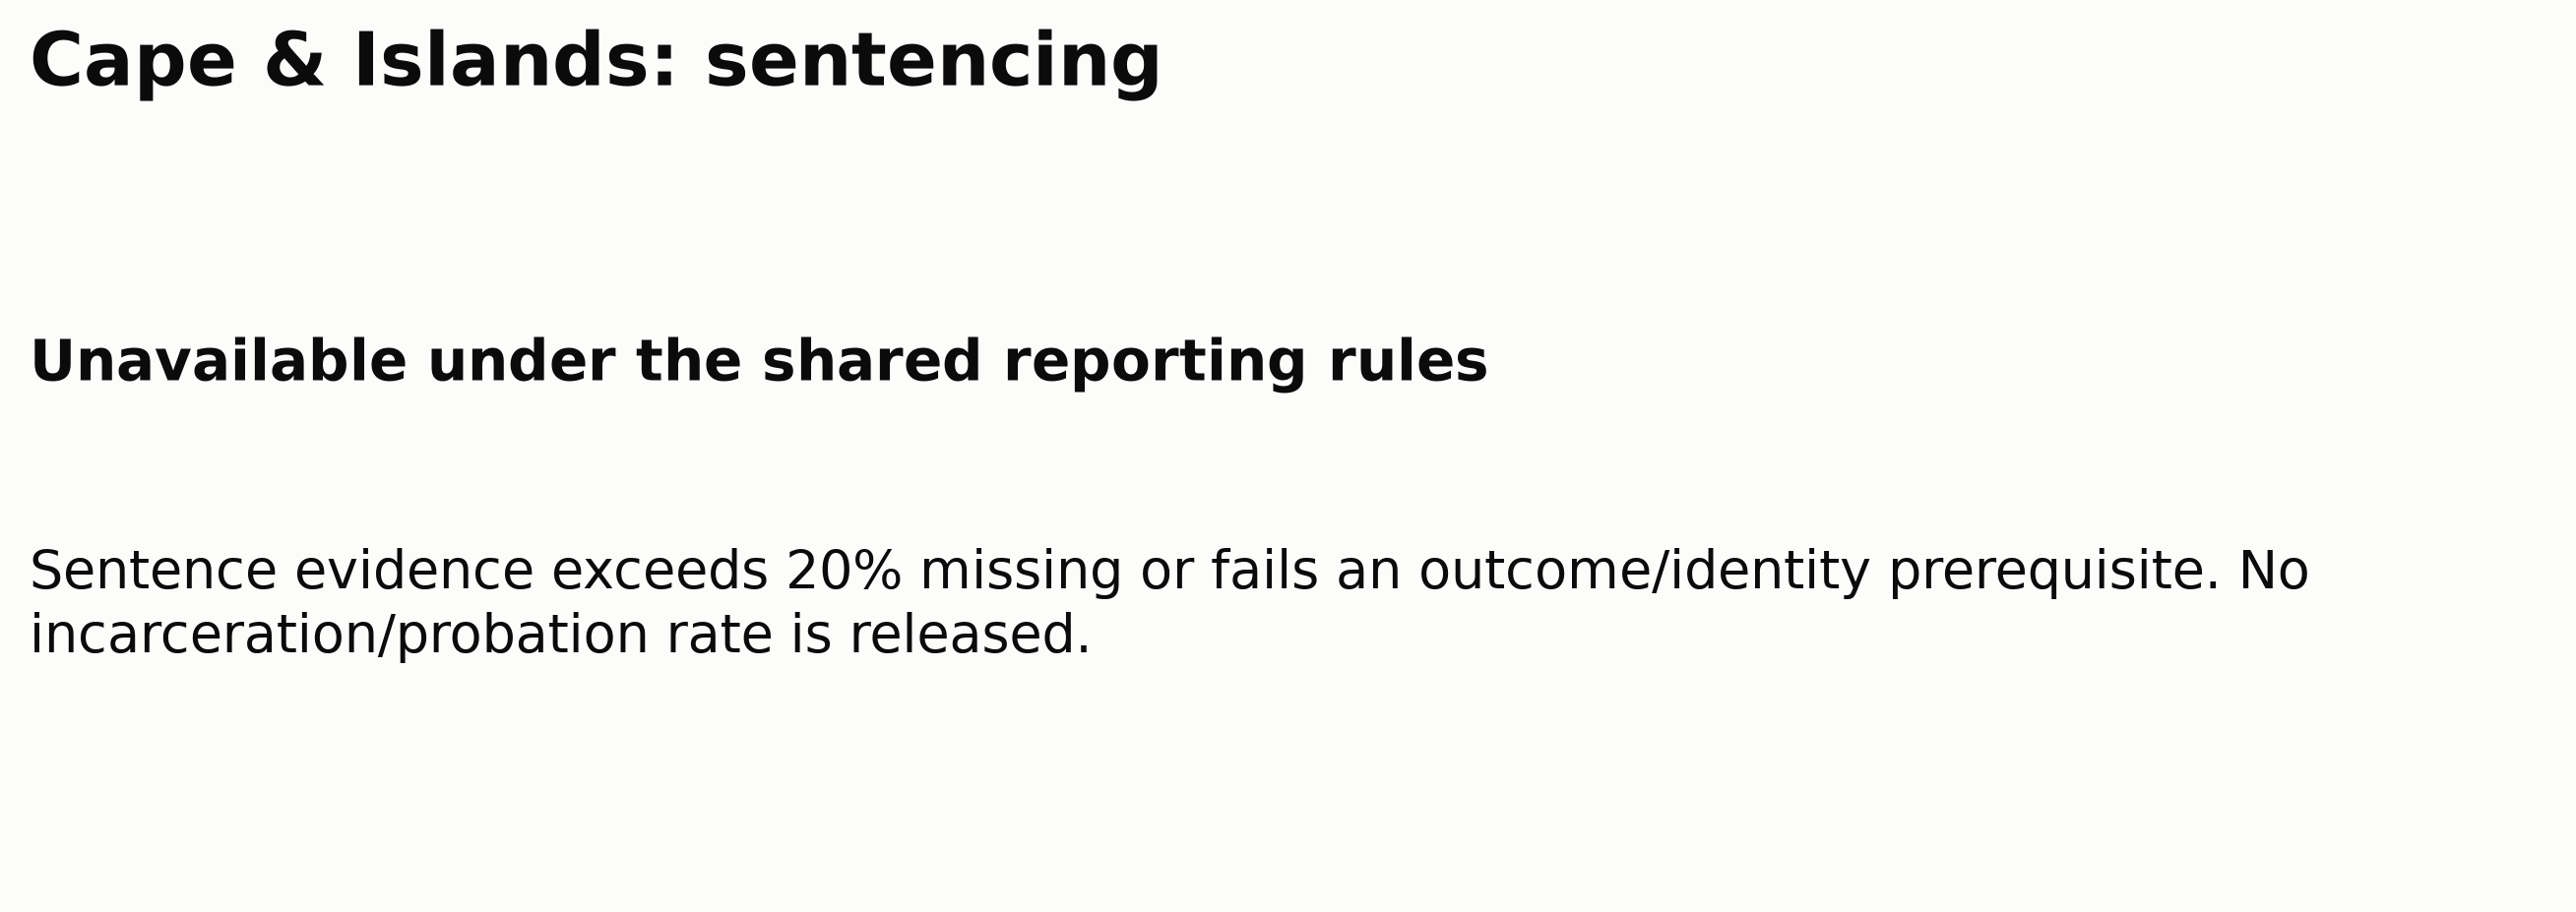 Cape & Islands: sentencing
Unavailable under the shared reporting rules
Sentence evidence exceeds 20% missing or fails an outcome/identity prerequisite. No
incarceration/probation rate is released.